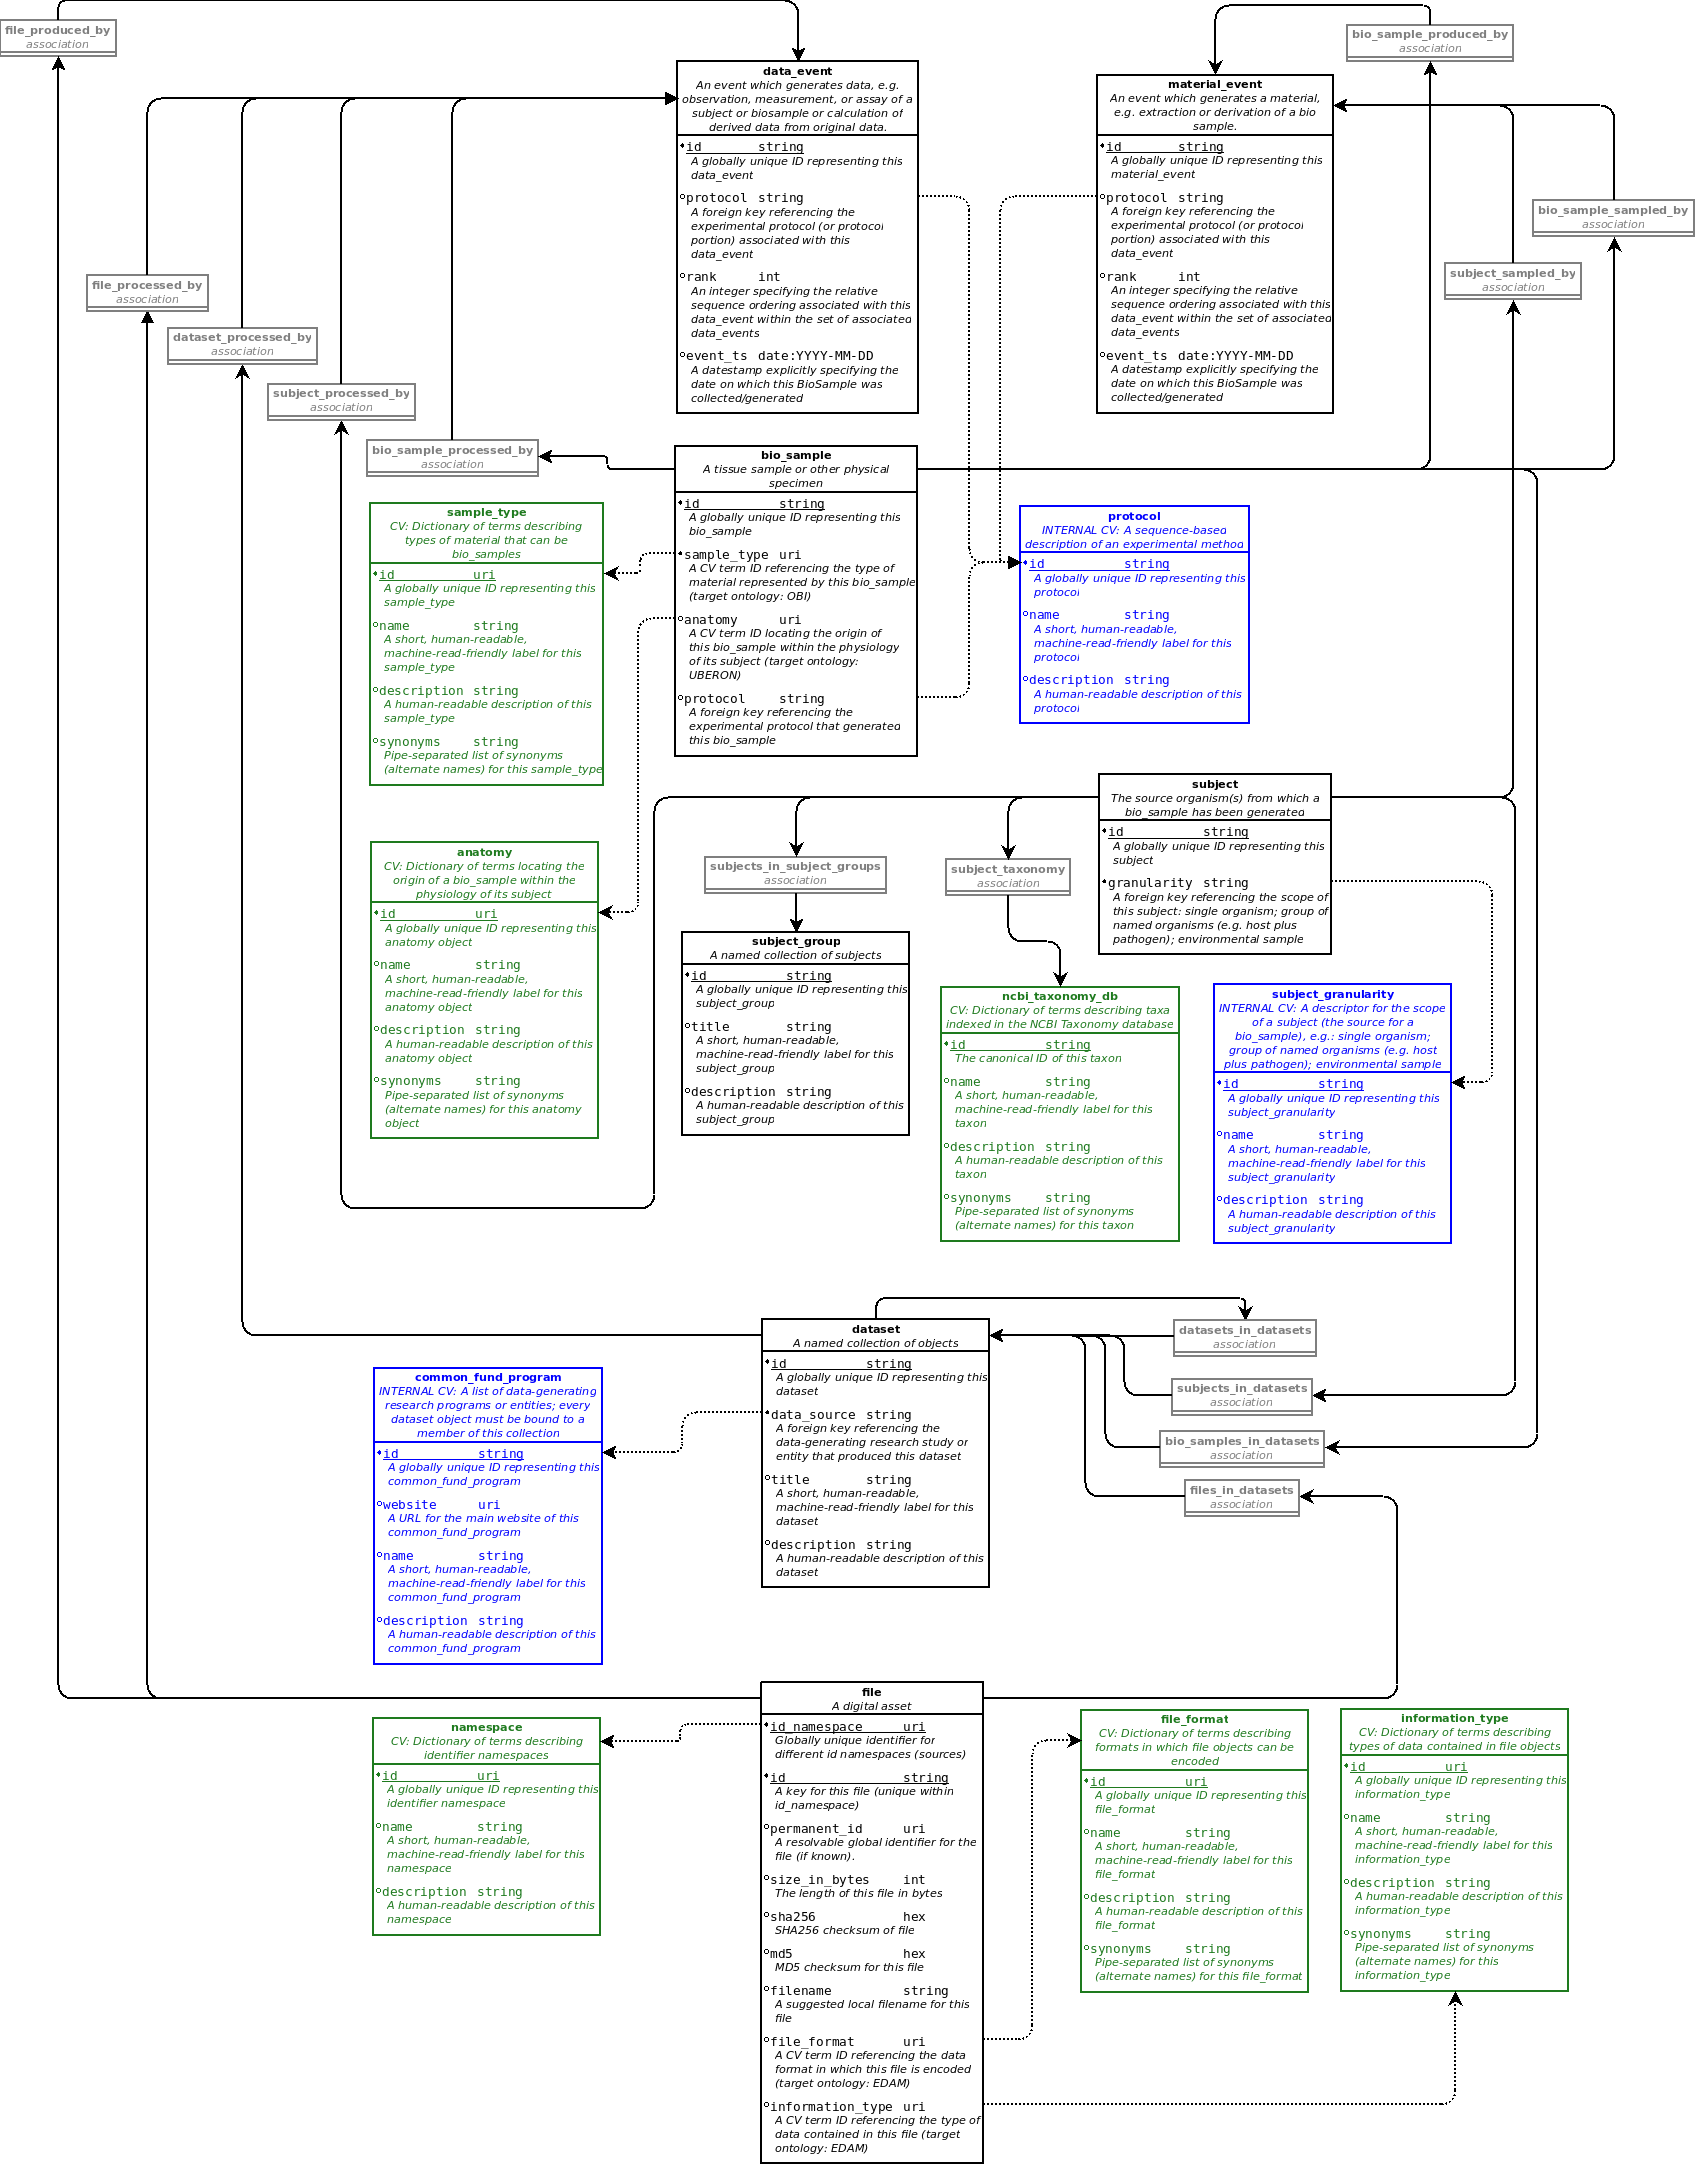 file_produced_by
association
bio_sample_produced_by
association
data_event
An event which generates data, e.g.
observation, measurement, or assay of a
subject or biosample or calculation of
derived data from original data.
id string
A globally unique ID representing this
data_event
protocol string
A foreign key referencing the
experimental protocol (or protocol
portion) associated with this
data_event
rank int
An integer specifying the relative
sequence ordering associated with this
data_event within the set of associated
data_events
event_ts date:YYYY-MM-DD
A datestamp explicitly specifying the
date on which this BioSample was
collected/generated
material_event
An event which generates a material,
e.g. extraction or derivation of a bio
sample.
id string
A globally unique ID representing this
material_event
protocol string
A foreign key referencing the
experimental protocol (or protocol
portion) associated with this
data_event
rank int
An integer specifying the relative
sequence ordering associated with this
data_event within the set of associated
data_events
event_ts date:YYYY-MM-DD
A datestamp explicitly specifying the
date on which this BioSample was
collected/generated
bio_sample_sampled_by
association
subject_sampled_by
association
file_processed_by
association
dataset_processed_by
association
subject_processed_by
association
bio_sample_processed_by
association
bio_sample
A tissue sample or other physical
specimen
id string
A globally unique ID representing this
bio_sample
sample_type uri
A CV term ID referencing the type of
material represented by this bio_sample
(target ontology: OBI)
anatomy uri
A CV term ID locating the origin of
this bio_sample within the physiology
of its subject (target ontology:
UBERON)
protocol string
A foreign key referencing the
experimental protocol that generated
this bio_sample
sample_type
CV: Dictionary of terms describing
types of material that can be
bio_samples
id uri
A globally unique ID representing this
sample_type
name string
A short, human-readable,
machine-read-friendly label for this
sample_type
description string
A human-readable description of this
sample_type
synonyms string
Pipe-separated list of synonyms
(alternate names) for this sample_type
protocol
INTERNAL CV: A sequence-based
description of an experimental method
id string
A globally unique ID representing this
protocol
name string
A short, human-readable,
machine-read-friendly label for this
protocol
description string
A human-readable description of this
protocol
subject
The source organism(s) from which a
bio_sample has been generated
id string
A globally unique ID representing this
subject
granularity string
A foreign key referencing the scope of
this subject: single organism; group of
named organisms (e.g. host plus
pathogen); environmental sample
anatomy
CV: Dictionary of terms locating the
origin of a bio_sample within the
physiology of its subject
id uri
A globally unique ID representing this
anatomy object
name string
A short, human-readable,
machine-read-friendly label for this
anatomy object
description string
A human-readable description of this
anatomy object
synonyms string
Pipe-separated list of synonyms
(alternate names) for this anatomy
object
subjects_in_subject_groups
association
subject_taxonomy
association
subject_group
A named collection of subjects
id string
A globally unique ID representing this
subject_group
title string
A short, human-readable,
machine-read-friendly label for this
subject_group
description string
A human-readable description of this
subject_group
ncbi_taxonomy_db
CV: Dictionary of terms describing taxa
indexed in the NCBI Taxonomy database
id string
The canonical ID of this taxon
name string
A short, human-readable,
machine-read-friendly label for this
taxon
description string
A human-readable description of this
taxon
synonyms string
Pipe-separated list of synonyms
(alternate names) for this taxon
subject_granularity
INTERNAL CV: A descriptor for the scope
of a subject (the source for a
bio_sample), e.g.: single organism;
group of named organisms (e.g. host
plus pathogen); environmental sample
id string
A globally unique ID representing this
subject_granularity
name string
A short, human-readable,
machine-read-friendly label for this
subject_granularity
description string
A human-readable description of this
subject_granularity
dataset
A named collection of objects
id string
A globally unique ID representing this
dataset
data_source string
A foreign key referencing the
data-generating research study or
entity that produced this dataset
title string
A short, human-readable,
machine-read-friendly label for this
dataset
description string
A human-readable description of this
dataset
datasets_in_datasets
association
subjects_in_datasets
association
bio_samples_in_datasets
association
files_in_datasets
association
common_fund_program
INTERNAL CV: A list of data-generating
research programs or entities; every
dataset object must be bound to a
member of this collection
id string
A globally unique ID representing this
common_fund_program
website uri
A URL for the main website of this
common_fund_program
name string
A short, human-readable,
machine-read-friendly label for this
common_fund_program
description string
A human-readable description of this
common_fund_program
file
A digital asset
id_namespace uri
Globally unique identifier for
different id namespaces (sources)
id string
A key for this file (unique within
id_namespace)
permanent_id uri
A resolvable global identifier for the
file (if known).
size_in_bytes int
The length of this file in bytes
sha256 hex
SHA256 checksum of file
md5 hex
MD5 checksum for this file
filename string
A suggested local filename for this
file
file_format uri
A CV term ID referencing the data
format in which this file is encoded
(target ontology: EDAM)
information_type uri
A CV term ID referencing the type of
data contained in this file (target
ontology: EDAM)
namespace
CV: Dictionary of terms describing
identifier namespaces
id uri
A globally unique ID representing this
identifier namespace
name string
A short, human-readable,
machine-read-friendly label for this
namespace
description string
A human-readable description of this
namespace
file_format
CV: Dictionary of terms describing
formats in which file objects can be
encoded
id uri
A globally unique ID representing this
file_format
name string
A short, human-readable,
machine-read-friendly label for this
file_format
description string
A human-readable description of this
file_format
synonyms string
Pipe-separated list of synonyms
(alternate names) for this file_format
information_type
CV: Dictionary of terms describing
types of data contained in file objects
id uri
A globally unique ID representing this
information_type
name string
A short, human-readable,
machine-read-friendly label for this
information_type
description string
A human-readable description of this
information_type
synonyms string
Pipe-separated list of synonyms
(alternate names) for this
information_type